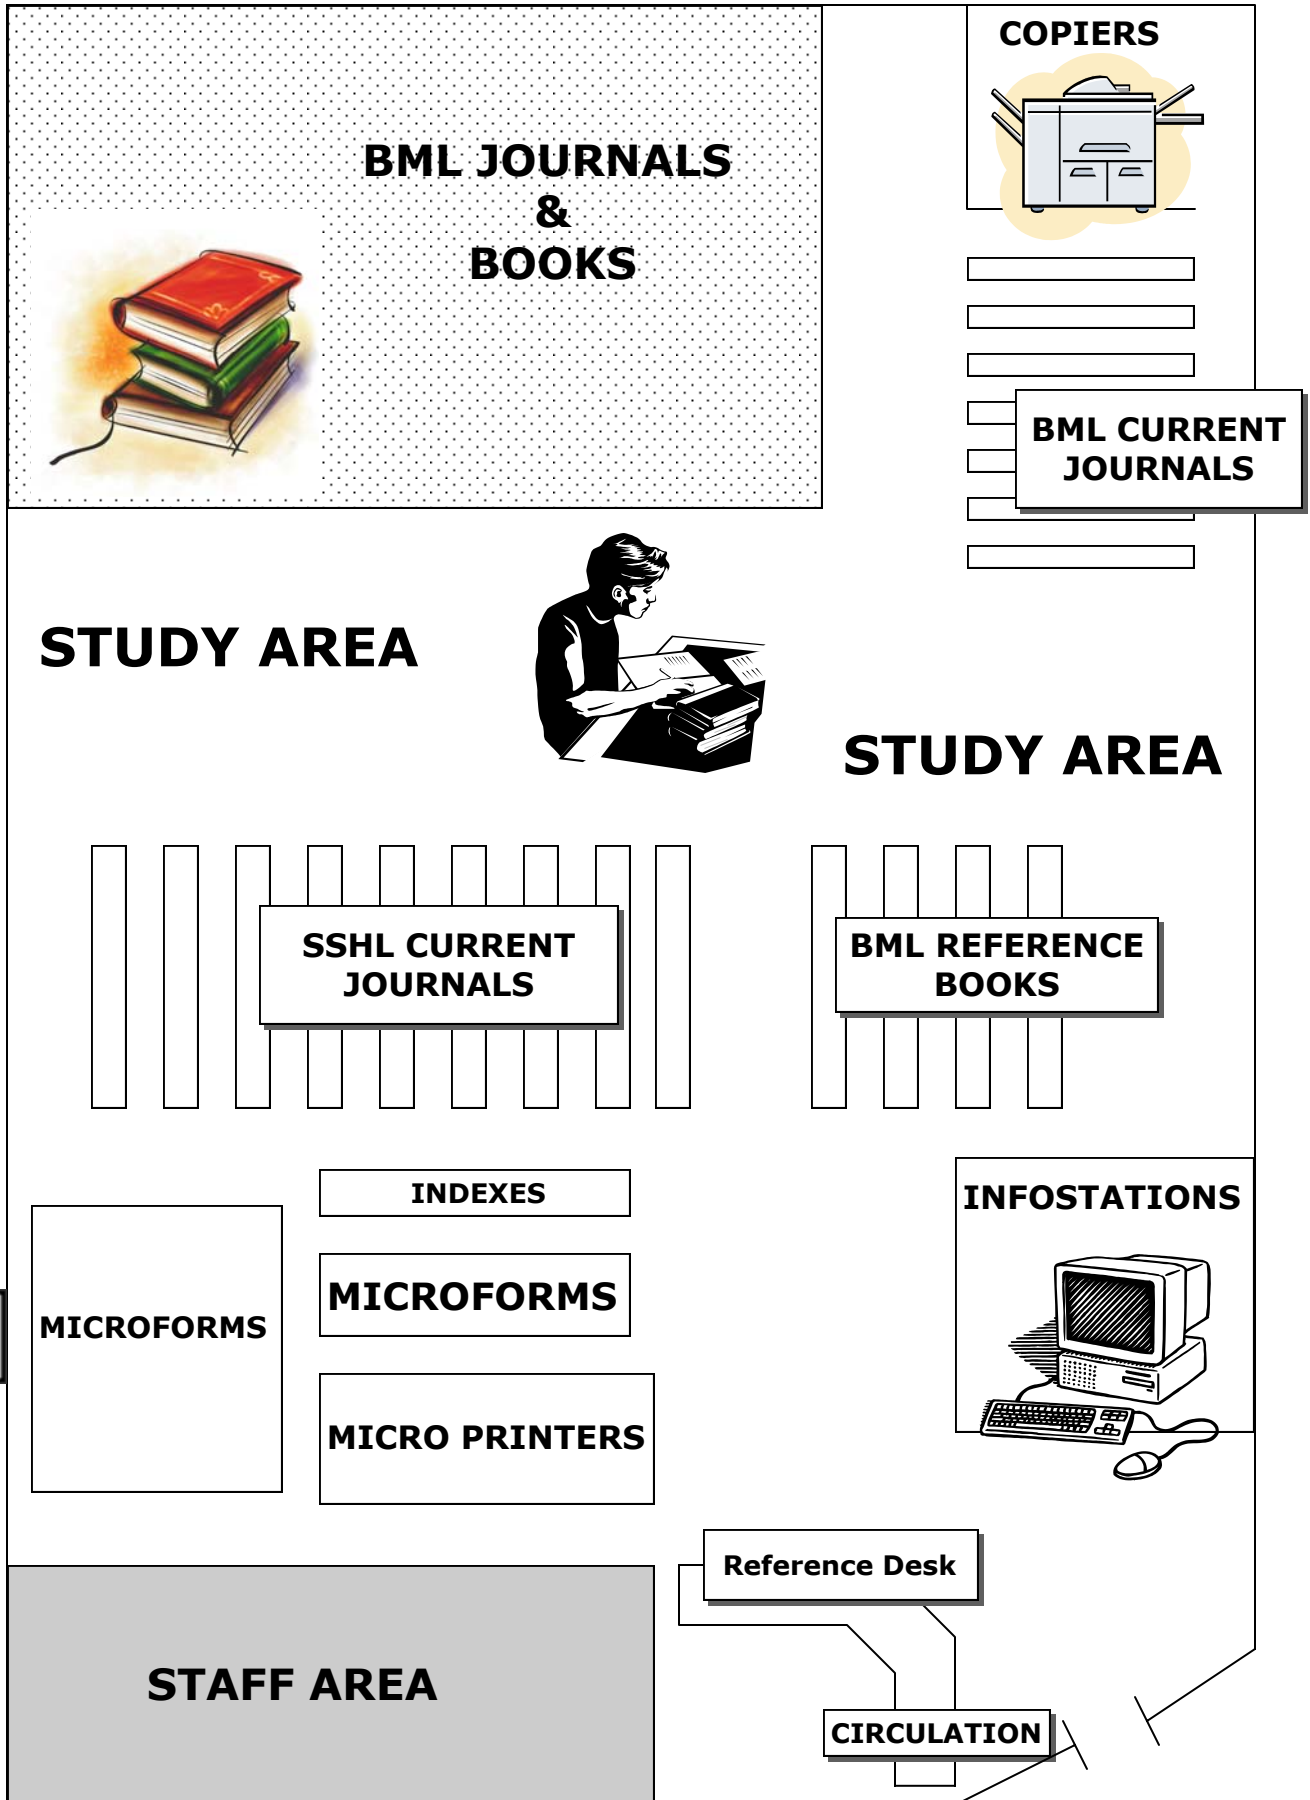 COPIERS
BML JOURNALS
&
BOOKS
BML CURRENT
JOURNALS
STUDY AREA
STUDY AREA
SSHL CURRENT
JOURNALS
BML REFERENCE
BOOKS
INDEXES
INFOSTATIONS
MICROFORMS
MICROFORMS
MICRO PRINTERS
Reference Desk
STAFF AREA
CIRCULATION